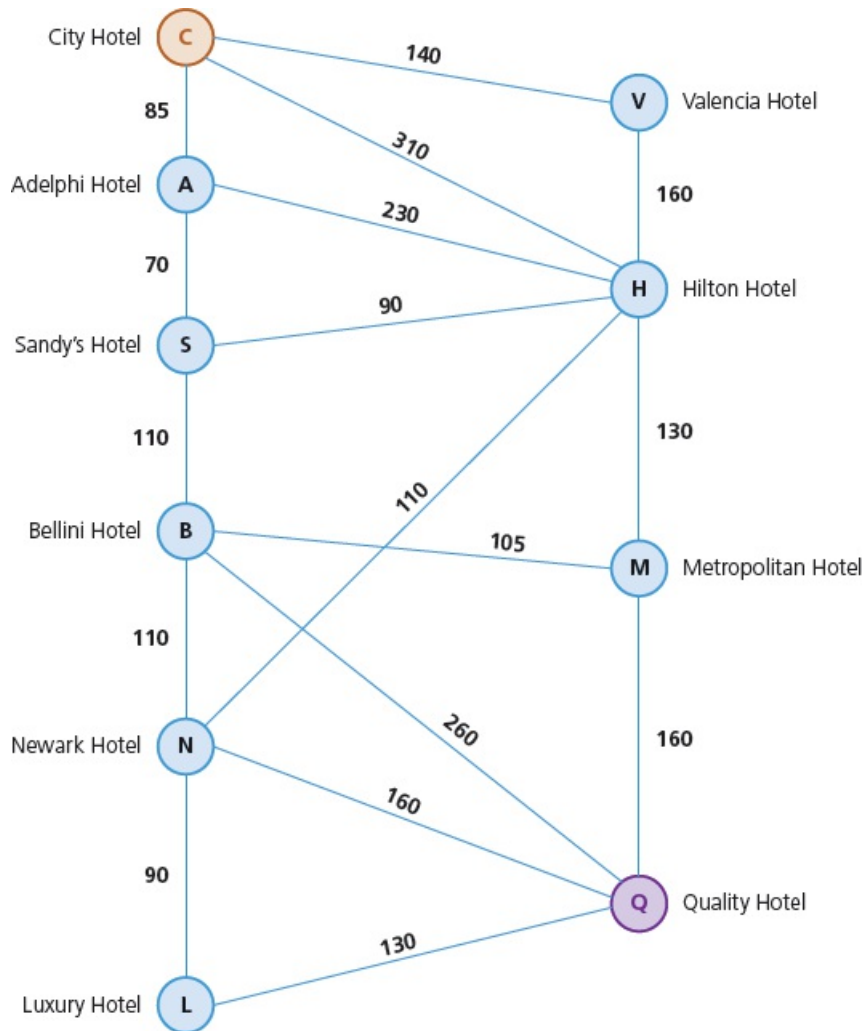 City Hotel
C
140
V
Valencia Hotel
85
310
Adelphi Hotel
A
230
160
70
H
Hilton Hotel
90
Sandy's Hotel
S
110
130
110
Bellini Hotel
B
105
M
Metropolitan Hotel
110
260
160
Newark Hotel
N
160
90
Q
Quality Hotel
130
Luxury Hotel
L